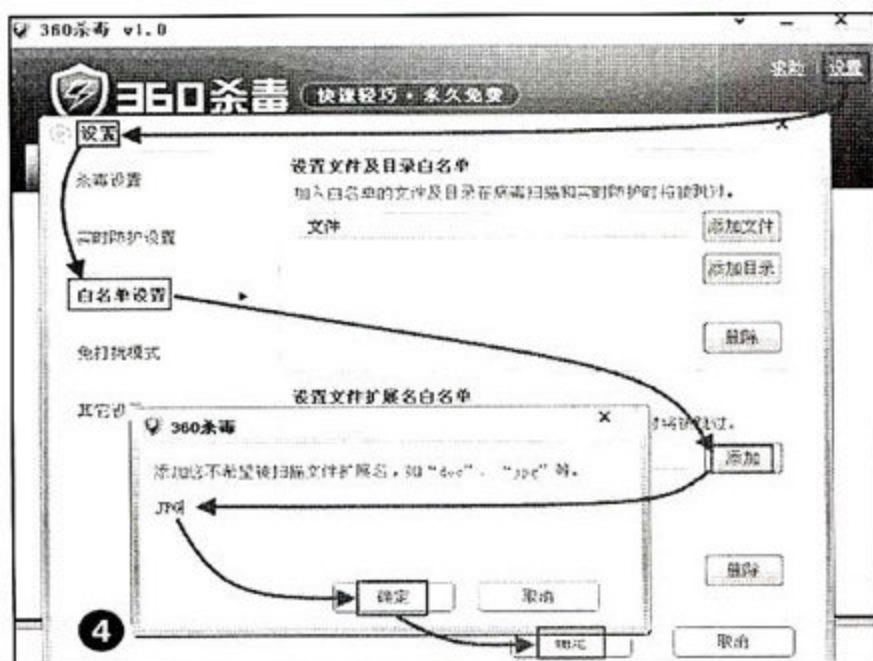 360杀毒 v1.0
求助 设置
360杀毒 快速轻巧·永久免费
设置
杀毒设置
设置文件及目录白名单
加入白名单的文件及目录在病毒扫描和实时防护时将被跳过。
文件
添加文件
实时防护设置
添加目录
白名单设置
删除
免打扰模式
设置文件扩展名白名单
其它设
360杀毒
时将被跳过。
添加您不希望被扫描文件扩展名，如“doc”、“jpg”等。
添加
JPG
删除
确定 取消
4
确定 取消